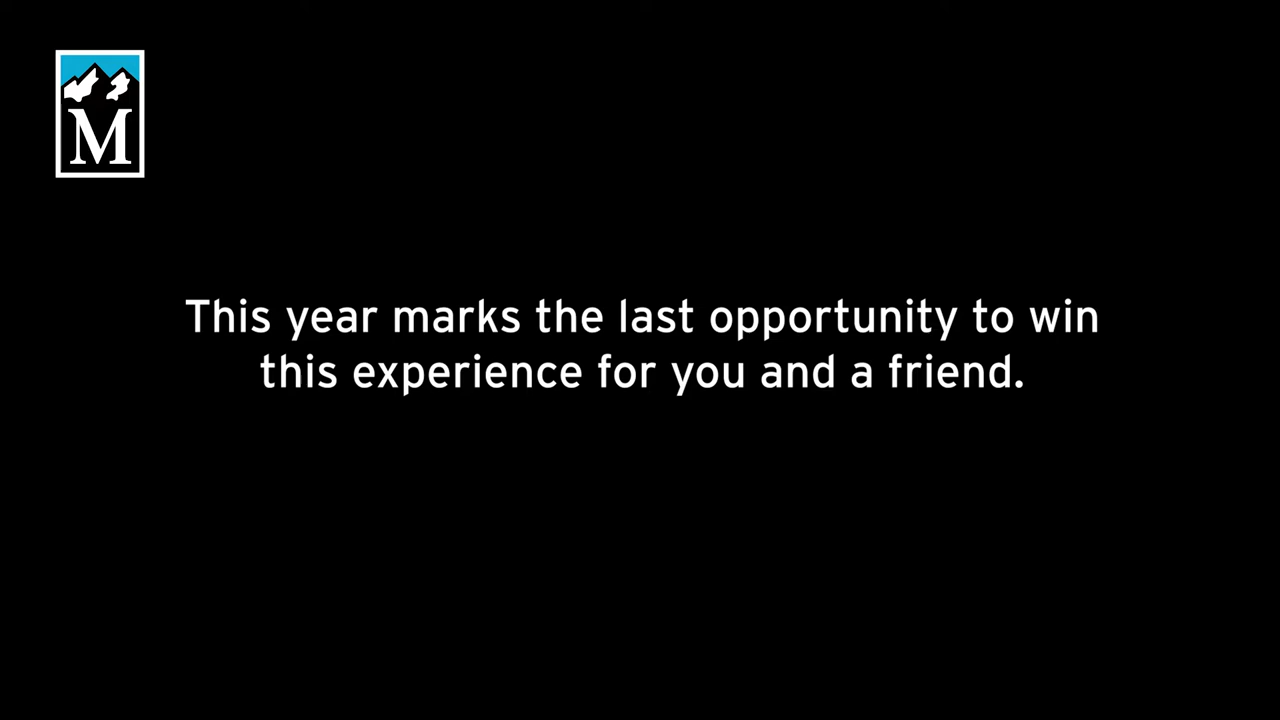 M
This year marks the last opportunity to win
this experience for you and a friend.